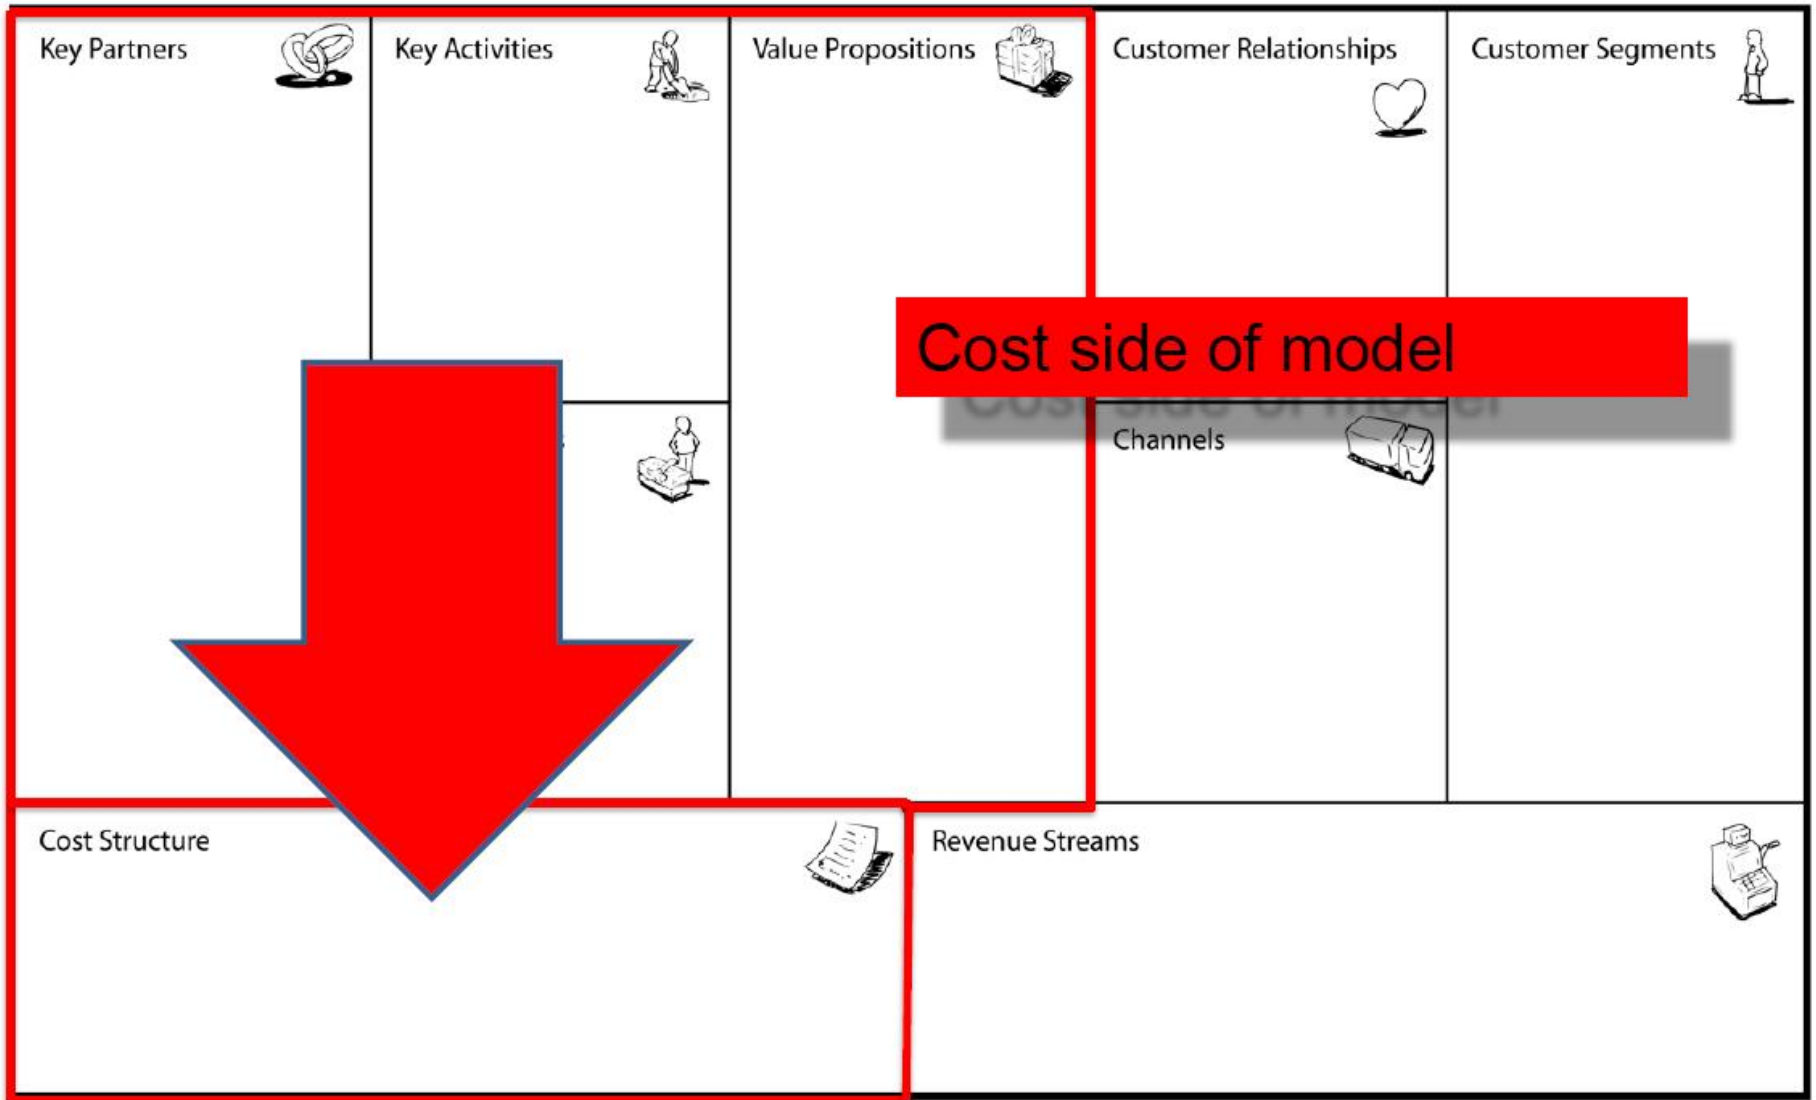 Key Partners
Key Activities
Value Propositions
Customer Relationships
Customer Segments
Cost side of model
Channels
Cost Structure
Revenue Streams